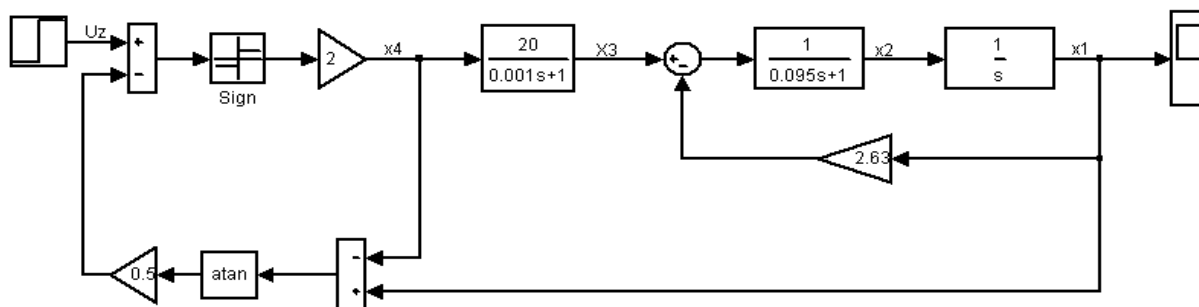 Uz
+
-
Sign
2
x4
20
0.001s+1
X3
+
-
1
0.095s+1
x2
1
s
x1
2.63
0.5
atan
-
+